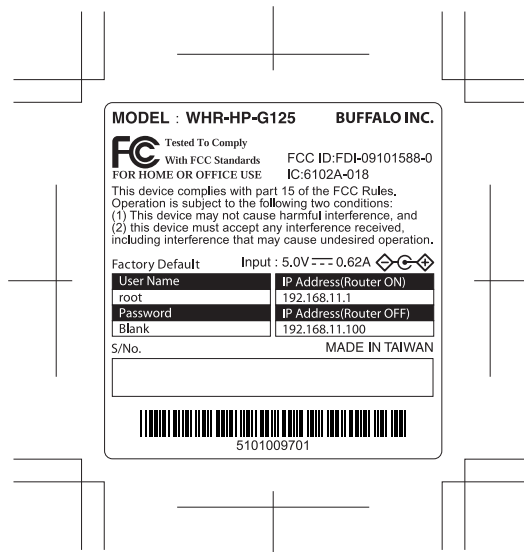 MODEL : WHR-HP-G125 BUFFALO INC.
FC Tested To Comply
With FCC Standards
FOR HOME OR OFFICE USE
FCC ID:FDI-09101588-0
IC:6102A-018
This device complies with part 15 of the FCC Rules.
Operation is subject to the following two conditions:
(1) This device may not cause harmful interference, and
(2) this device must accept any interference received,
including interference that may cause undesired operation.
Factory Default Input : 5.0V 0.62A
User Name IP Address(Router ON)
root 192.168.11.1
Password IP Address(Router OFF)
Blank 192.168.11.100
S/No. MADE IN TAIWAN
5101009701